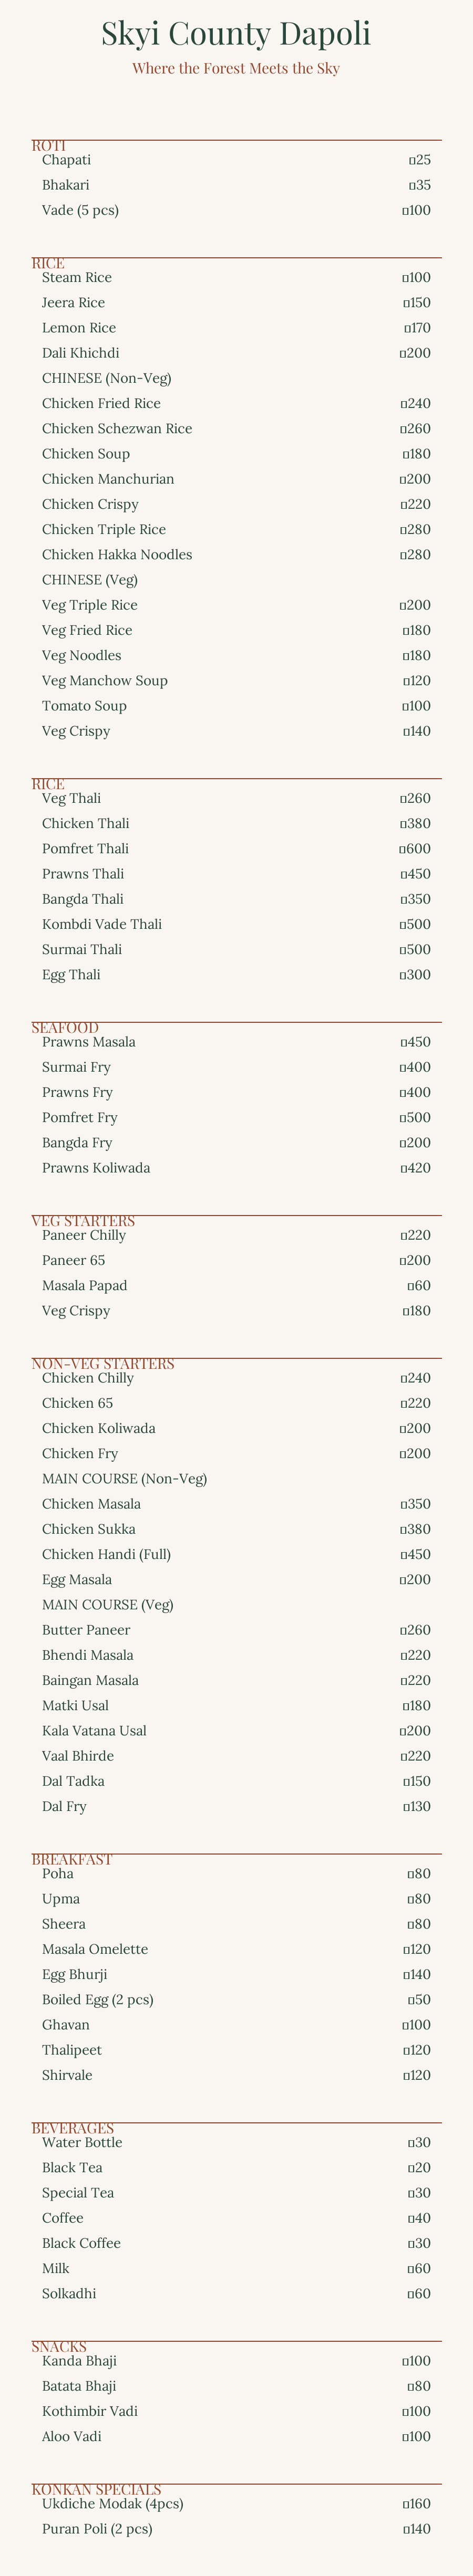 Skyi County Dapoli
Where the Forest Meets the Sky
ROTI
Chapati ▯25
Bhakari ▯35
Vade (5 pcs) ▯100
RICE
Steam Rice ▯100
Jeera Rice ▯150
Lemon Rice ▯170
Dali Khichdi ▯200
CHINESE (Non-Veg)
Chicken Fried Rice ▯240
Chicken Schezwan Rice ▯260
Chicken Soup ▯180
Chicken Manchurian ▯200
Chicken Crispy ▯220
Chicken Triple Rice ▯280
Chicken Hakka Noodles ▯280
CHINESE (Veg)
Veg Triple Rice ▯200
Veg Fried Rice ▯180
Veg Noodles ▯180
Veg Manchow Soup ▯120
Tomato Soup ▯100
Veg Crispy ▯140
RICE
Veg Thali ▯260
Chicken Thali ▯380
Pomfret Thali ▯600
Prawns Thali ▯450
Bangda Thali ▯350
Kombdi Vade Thali ▯500
Surmai Thali ▯500
Egg Thali ▯300
SEAFOOD
Prawns Masala ▯450
Surmai Fry ▯400
Prawns Fry ▯400
Pomfret Fry ▯500
Bangda Fry ▯200
Prawns Koliwada ▯420
VEG STARTERS
Paneer Chilly ▯220
Paneer 65 ▯200
Masala Papad ▯60
Veg Crispy ▯180
NON-VEG STARTERS
Chicken Chilly ▯240
Chicken 65 ▯220
Chicken Koliwada ▯200
Chicken Fry ▯200
MAIN COURSE (Non-Veg)
Chicken Masala ▯350
Chicken Sukka ▯380
Chicken Handi (Full) ▯450
Egg Masala ▯200
MAIN COURSE (Veg)
Butter Paneer ▯260
Bhendi Masala ▯220
Baingan Masala ▯220
Matki Usal ▯180
Kala Vatana Usal ▯200
Vaal Bhirde ▯220
Dal Tadka ▯150
Dal Fry ▯130
BREAKFAST
Poha ▯80
Upma ▯80
Sheera ▯80
Masala Omelette ▯120
Egg Bhurji ▯140
Boiled Egg (2 pcs) ▯50
Ghavan ▯100
Thalipeet ▯120
Shirvale ▯120
BEVERAGES
Water Bottle ▯30
Black Tea ▯20
Special Tea ▯30
Coffee ▯40
Black Coffee ▯30
Milk ▯60
Solkadhi ▯60
SNACKS
Kanda Bhaji ▯100
Batata Bhaji ▯80
Kothimbir Vadi ▯100
Aloo Vadi ▯100
KONKAN SPECIALS
Ukdiche Modak (4pcs) ▯160
Puran Poli (2 pcs) ▯140